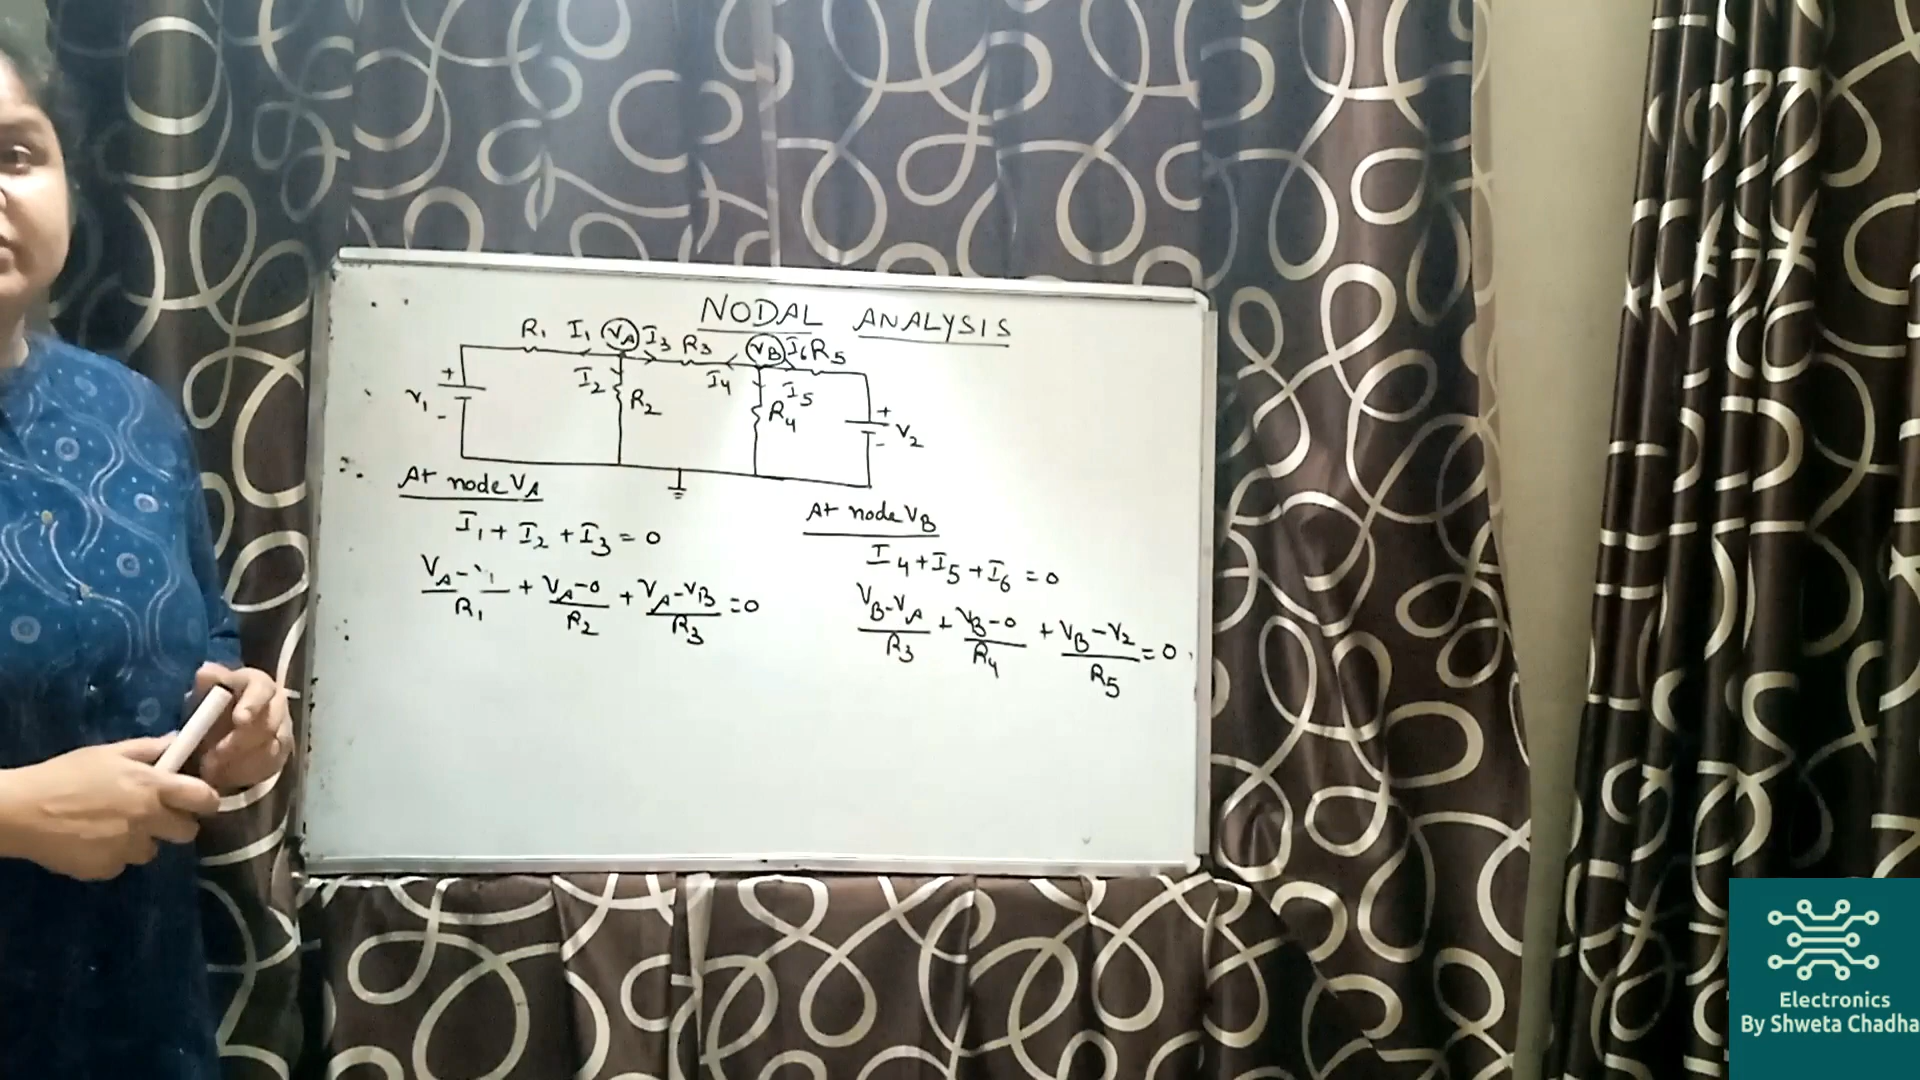 NODAL ANALYSIS
R1 I1 VA I3 R3 VB I6 R5
+ I2 I4 I5 +
V1 R2 R4 V2
- -
At node VA
I1 + I2 + I3 = 0
VA - V1 / R1 + VA - 0 / R2 + VA - VB / R3 = 0
At node VB
I4 + I5 + I6 = 0
VB - VA / R3 + VB - 0 / R4 + VB - V2 / R5 = 0
Electronics
By Shweta Chadha